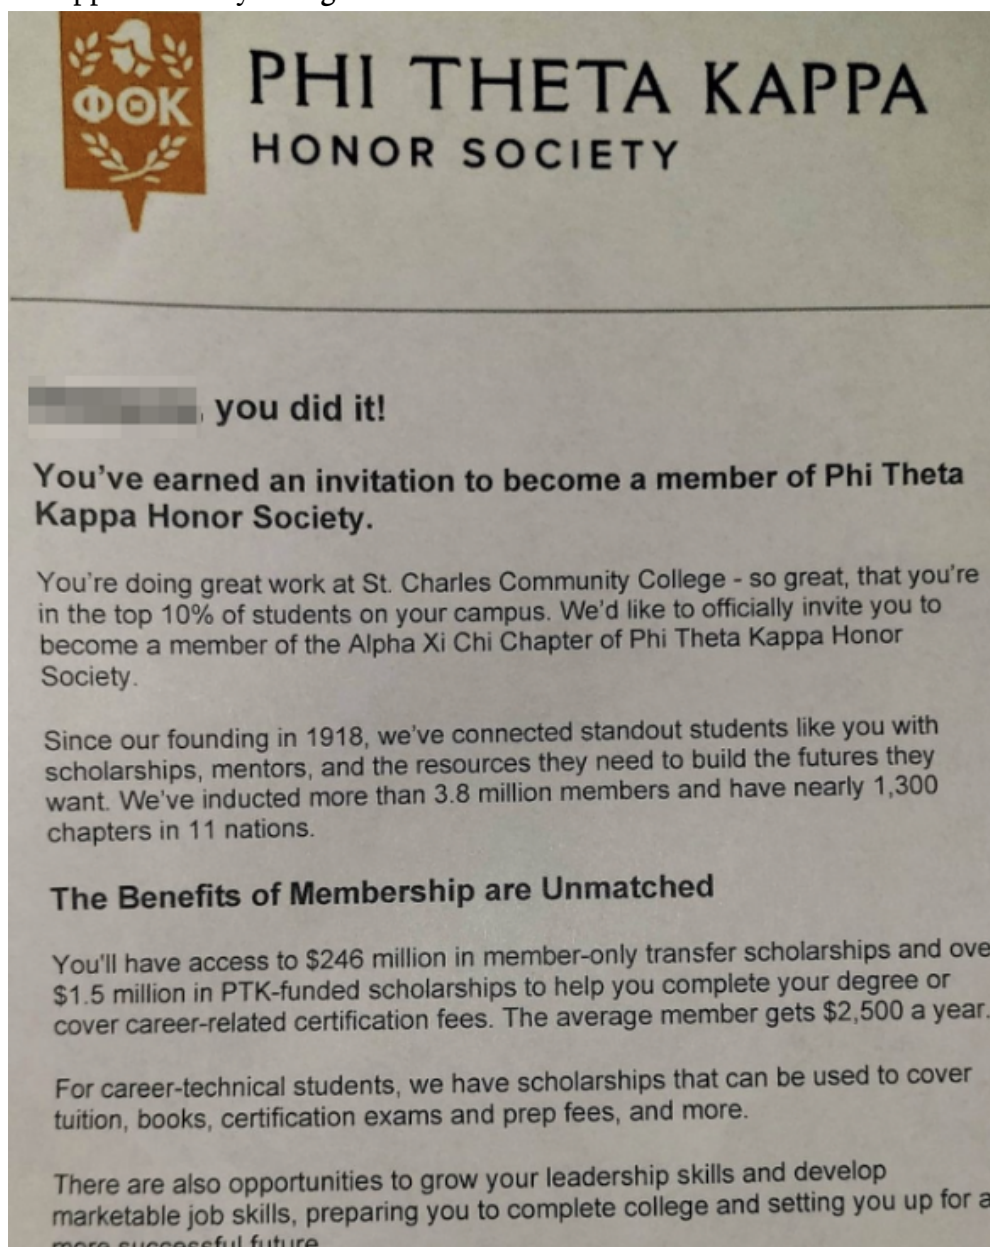 ΦΘΚ
PHI THETA KAPPA
HONOR SOCIETY
, you did it!
You've earned an invitation to become a member of Phi Theta
Kappa Honor Society.
You're doing great work at St. Charles Community College - so great, that you're
in the top 10% of students on your campus. We'd like to officially invite you to
become a member of the Alpha Xi Chi Chapter of Phi Theta Kappa Honor
Society.
Since our founding in 1918, we've connected standout students like you with
scholarships, mentors, and the resources they need to build the futures they
want. We've inducted more than 3.8 million members and have nearly 1,300
chapters in 11 nations.
The Benefits of Membership are Unmatched
You'll have access to $246 million in member-only transfer scholarships and ove
$1.5 million in PTK-funded scholarships to help you complete your degree or
cover career-related certification fees. The average member gets $2,500 a year.
For career-technical students, we have scholarships that can be used to cover
tuition, books, certification exams and prep fees, and more.
There are also opportunities to grow your leadership skills and develop
marketable job skills, preparing you to complete college and setting you up for a
more successful future